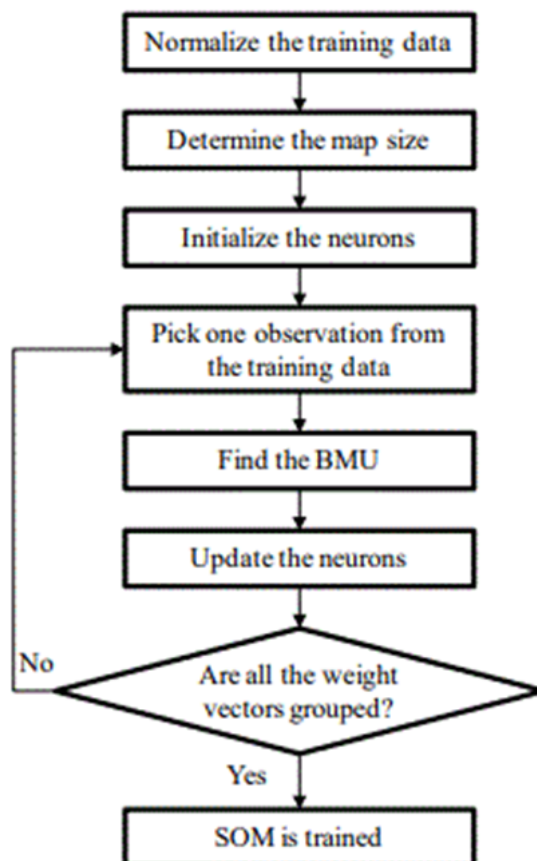 Normalize the training data
Determine the map size
Initialize the neurons
Pick one observation from
the training data
Find the BMU
Update the neurons
No
Are all the weight
vectors grouped?
Yes
SOM is trained